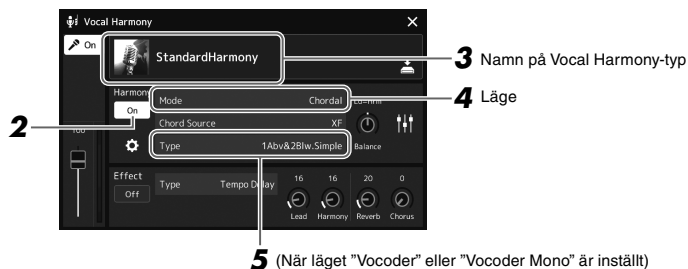 Vocal Harmony
On
StandardHarmony
3 Namn på Vocal Harmony-typ
Harmony
On
Mode Chordal
4 Läge
2
Chord Source XF
100
Type 1Abv&2Blw.Simple
Balance
Effect
Off
Type Tempo Delay
16 16 20 0
Lead Harmony Reverb Chorus
5 (När läget "Vocoder" eller "Vocoder Mono" är inställt)